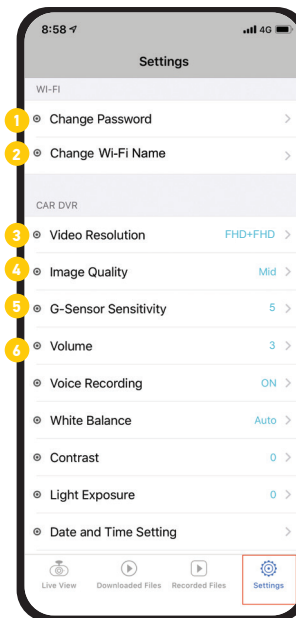 8:58 4G
Settings
WI-FI
1 Change Password
2 Change Wi-Fi Name
CAR DVR
3 Video Resolution FHD+FHD
4 Image Quality Mid
5 G-Sensor Sensitivity 5
6 Volume 3
Voice Recording ON
White Balance Auto
Contrast 0
Light Exposure 0
Date and Time Setting
Live View Downloaded Files Recorded Files Settings